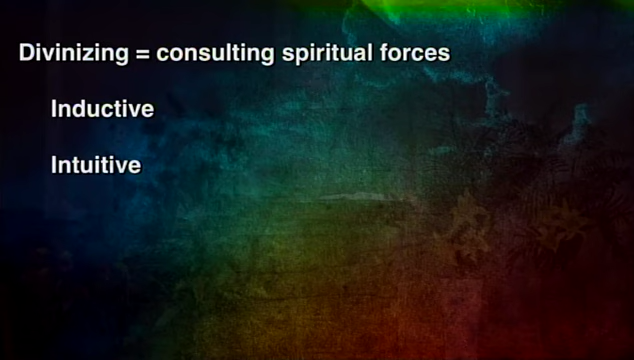 Divinizing = consulting spiritual forces
Inductive
Intuitive